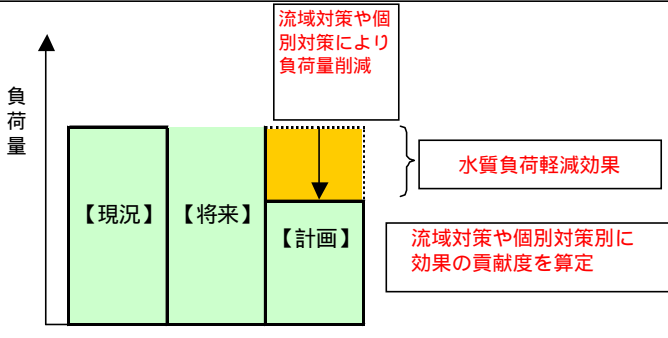 流域対策や個
別対策により
負荷量削減
負
荷
量
水質負荷軽減効果
【現況】
【将来】
【計画】
流域対策や個別対策別に
効果の貢献度を算定